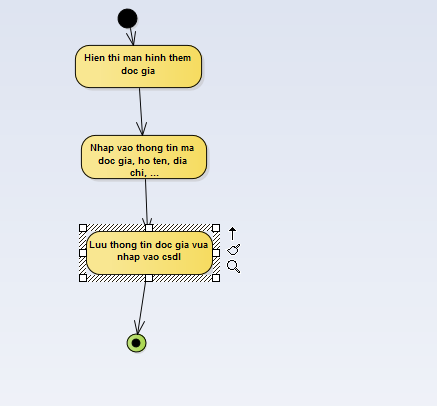 Hien thi man hinh them
doc gia
Nhap vao thong tin ma
doc gia, ho ten, dia
chi, ...
Luu thong tin doc gia vua
nhap vao csdl